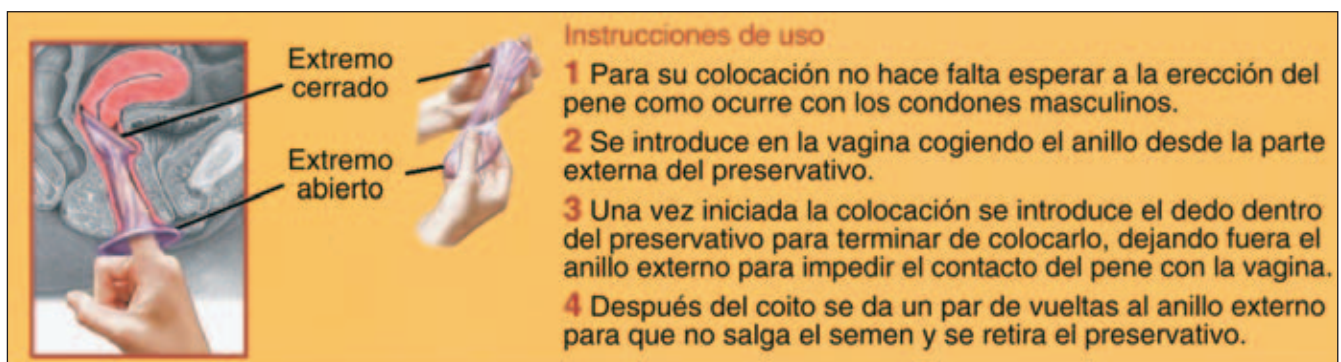 Extremo
cerrado
Extremo
abierto
Instrucciones de uso
1 Para su colocación no hace falta esperar a la erección del
pene como ocurre con los condones masculinos.
2 Se introduce en la vagina cogiendo el anillo desde la parte
externa del preservativo.
3 Una vez iniciada la colocación se introduce el dedo dentro
del preservativo para terminar de colocarlo, dejando fuera el
anillo externo para impedir el contacto del pene con la vagina.
4 Después del coito se da un par de vueltas al anillo externo
para que no salga el semen y se retira el preservativo.